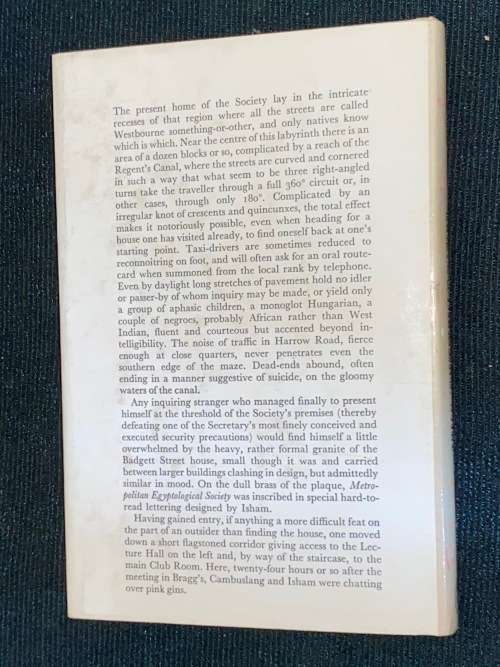 The present home of the Society lay in the intricate
recesses of that region where all the streets are called
Westbourne something-or-other, and only natives know
which is which. Near the centre of this labyrinth there is an
area of a dozen blocks or so, complicated by a reach of the
Regent's Canal, where the streets are curved and cornered
in such a way that what seem to be three right-angled
turns take the traveller through a full 360° circuit or, in
other cases, through only 180°. Complicated by an
irregular knot of crescents and quincunxes, the total effect
makes it notoriously possible, even when heading for a
house one has visited already, to find oneself back at one's
starting point. Taxi-drivers are sometimes reduced to
reconnoitring on foot, and will often ask for an oral route-
card when summoned from the local rank by telephone.
Even by daylight long stretches of pavement hold no idler
or passer-by of whom inquiry may be made, or yield only
a group of aphasic children, a monoglot Hungarian, a
couple of negroes, probably African rather than West
Indian, fluent and courteous but accented beyond in-
telligibility. The noise of traffic in Harrow Road, fierce
enough at close quarters, never penetrates even the
southern edge of the maze. Dead-ends abound, often
ending in a manner suggestive of suicide, on the gloomy
waters of the canal.
Any inquiring stranger who managed finally to present
himself at the threshold of the Society's premises (thereby
defeating one of the Secretary's most finely conceived and
executed security precautions) would find himself a little
overwhelmed by the heavy, rather formal granite of the
Badgett Street house, small though it was and carried
between larger buildings clashing in design, but admittedly
similar in mood. On the dull brass of the plaque, Metro-
politan Egyptological Society was inscribed in special hard-to-
read lettering designed by Isham.
Having gained entry, if anything a more difficult feat on
the part of an outsider than finding the house, one moved
down a short flagstoned corridor giving access to the Lec-
ture Hall on the left and, by way of the staircase, to the
main Club Room. Here, twenty-four hours or so after the
meeting in Bragg's, Cambuslang and Isham were chatting
over pink gins.